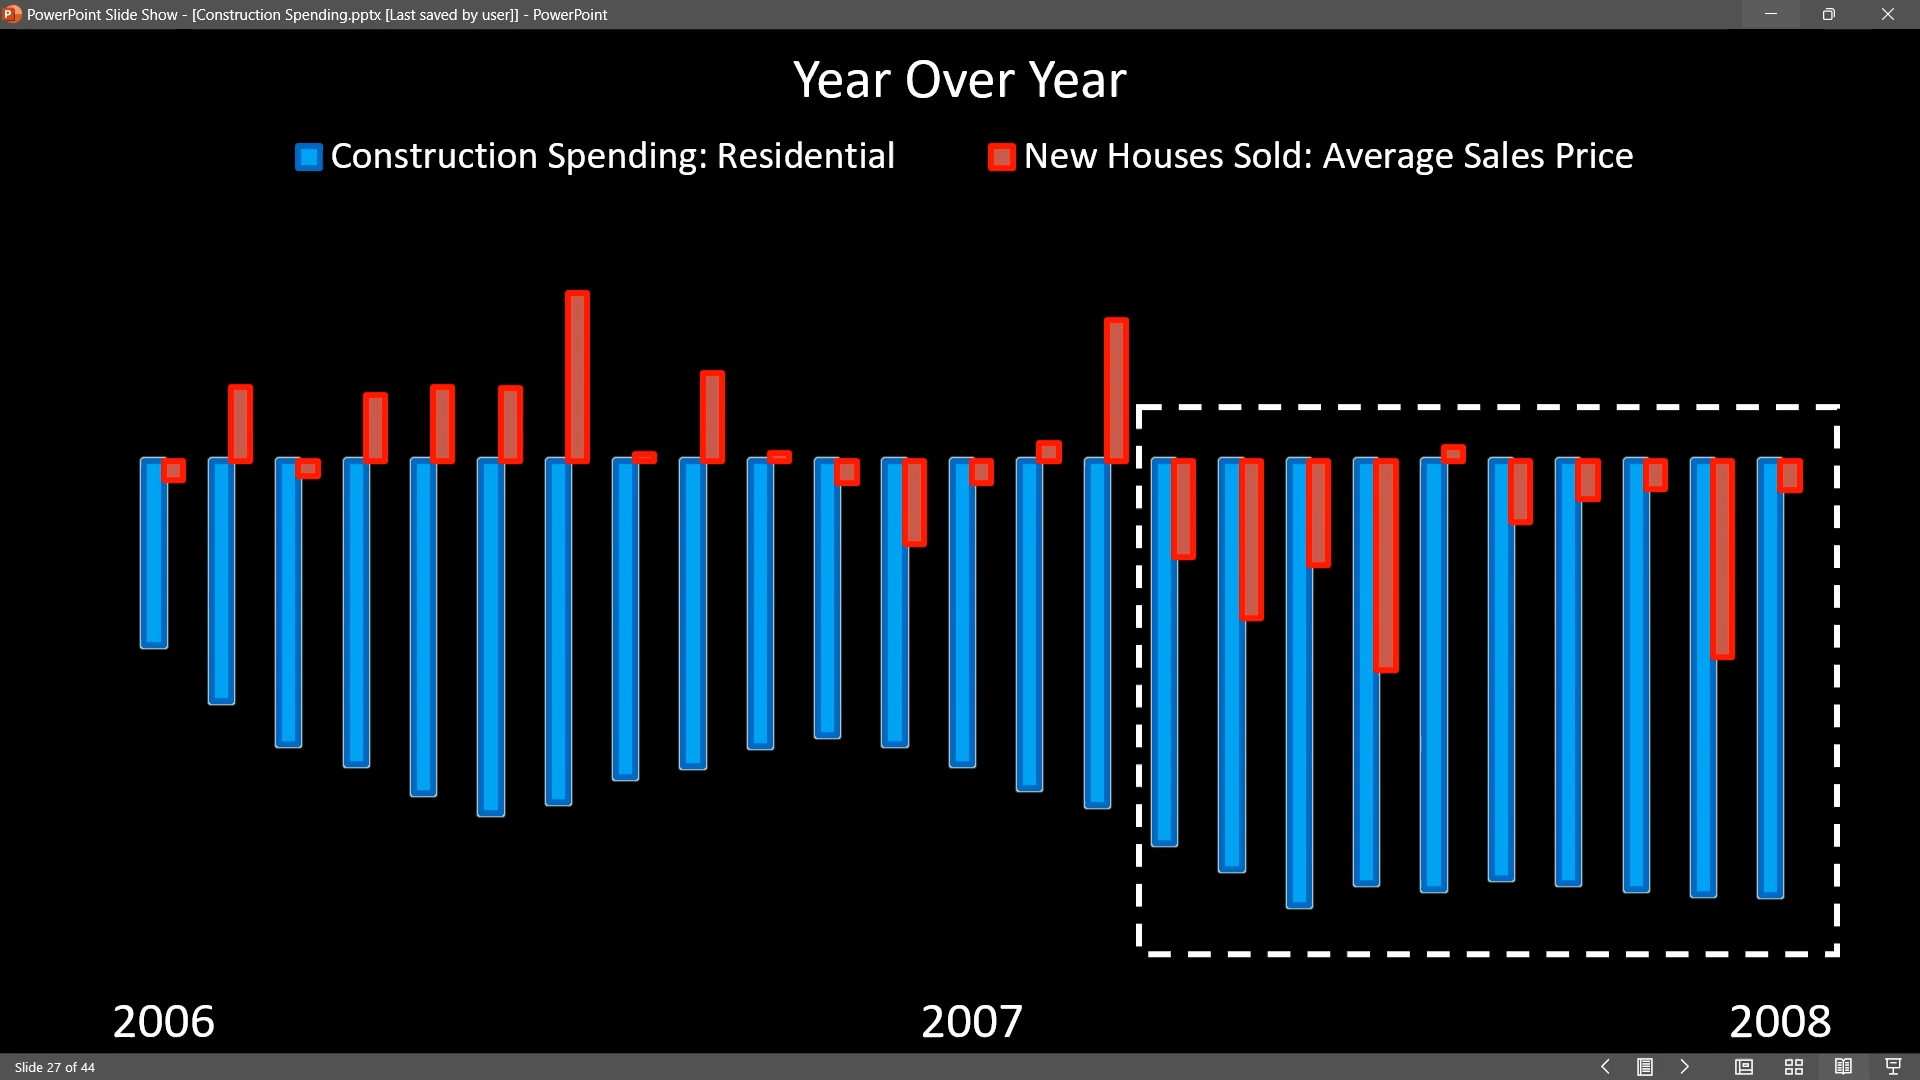 PowerPoint Slide Show - [Construction Spending.pptx [Last saved by user]] - PowerPoint
Year Over Year
Construction Spending: Residential
New Houses Sold: Average Sales Price
2006
2007
2008
Slide 27 of 44